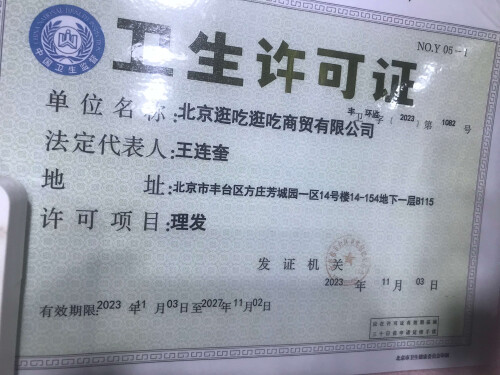 NO.Y 05-1
中国卫生监督
卫生许可证
丰卫环监字(2023)第1082号
单位名称:北京逛吃逛吃商贸有限公司
法定代表人:王连奎
地址:北京市丰台区方庄芳城园一区14号楼14-154地下一层B115
许可项目:理发
发证机关
2023年11月03日
有效期限:2023年11月03日至2027年11月02日